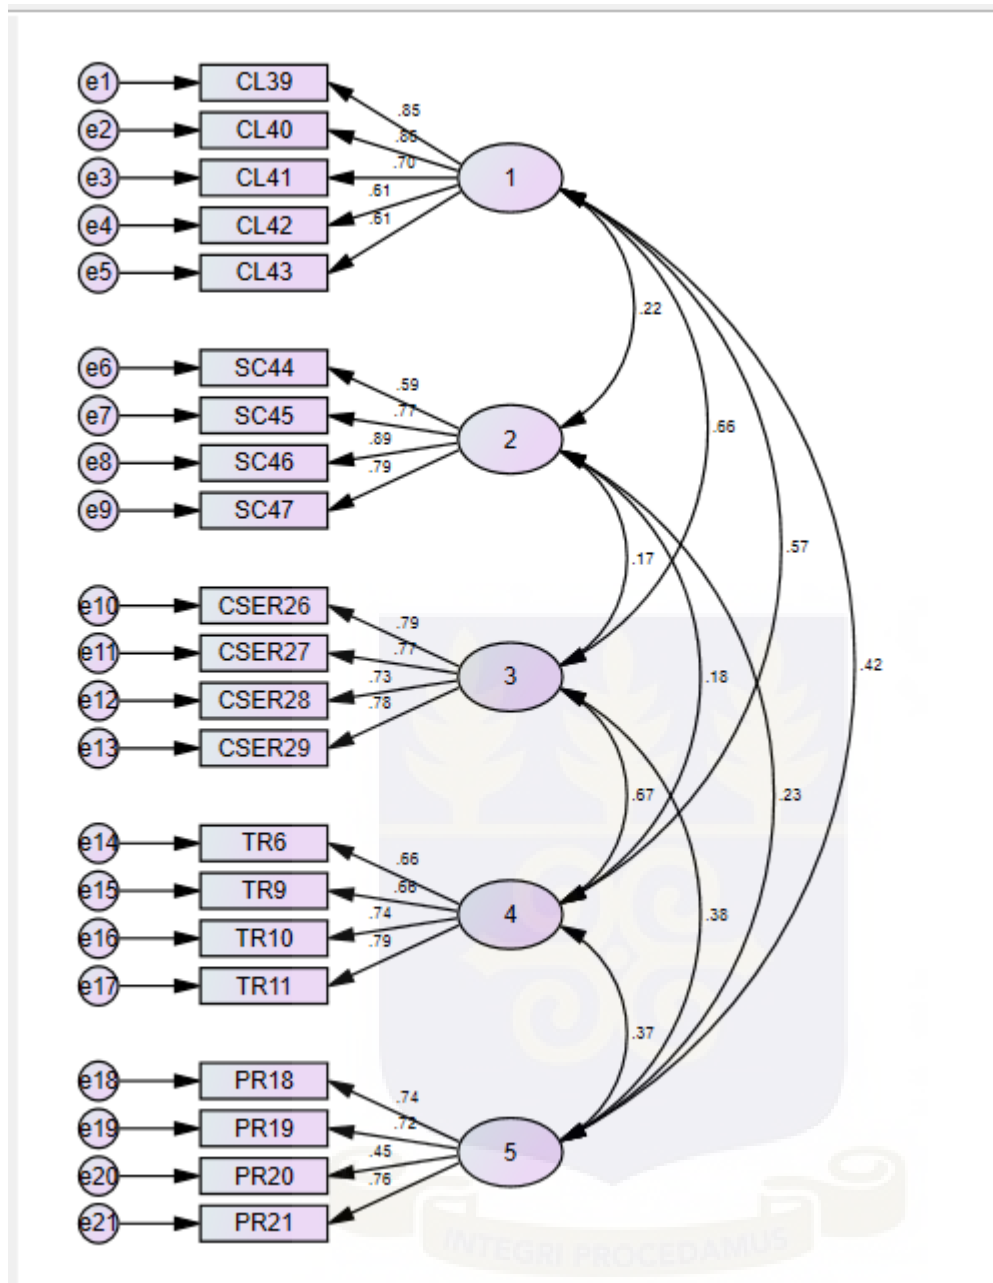 e1 CL39
.85
e2 CL40
.70
e3 CL41
1
.61
e4 CL42
.61
e5 CL43
.22
e6 SC44
.59
e7 SC45
.77
2
.66
.89
e8 SC46
.79
e9 SC47
.57
.17
e10 CSER26
.79
e11 CSER27
.77
3
.73
.18
.42
e12 CSER28
.78
e13 CSER29
.67
.23
e14 TR6
.66
e15 TR9
.66
4
.74
.38
e16 TR10
.79
e17 TR11
.37
e18 PR18
.74
e19 PR19
.72
5
.45
e20 PR20
.76
e21 PR21
INTEGRI PROCEDAMUS